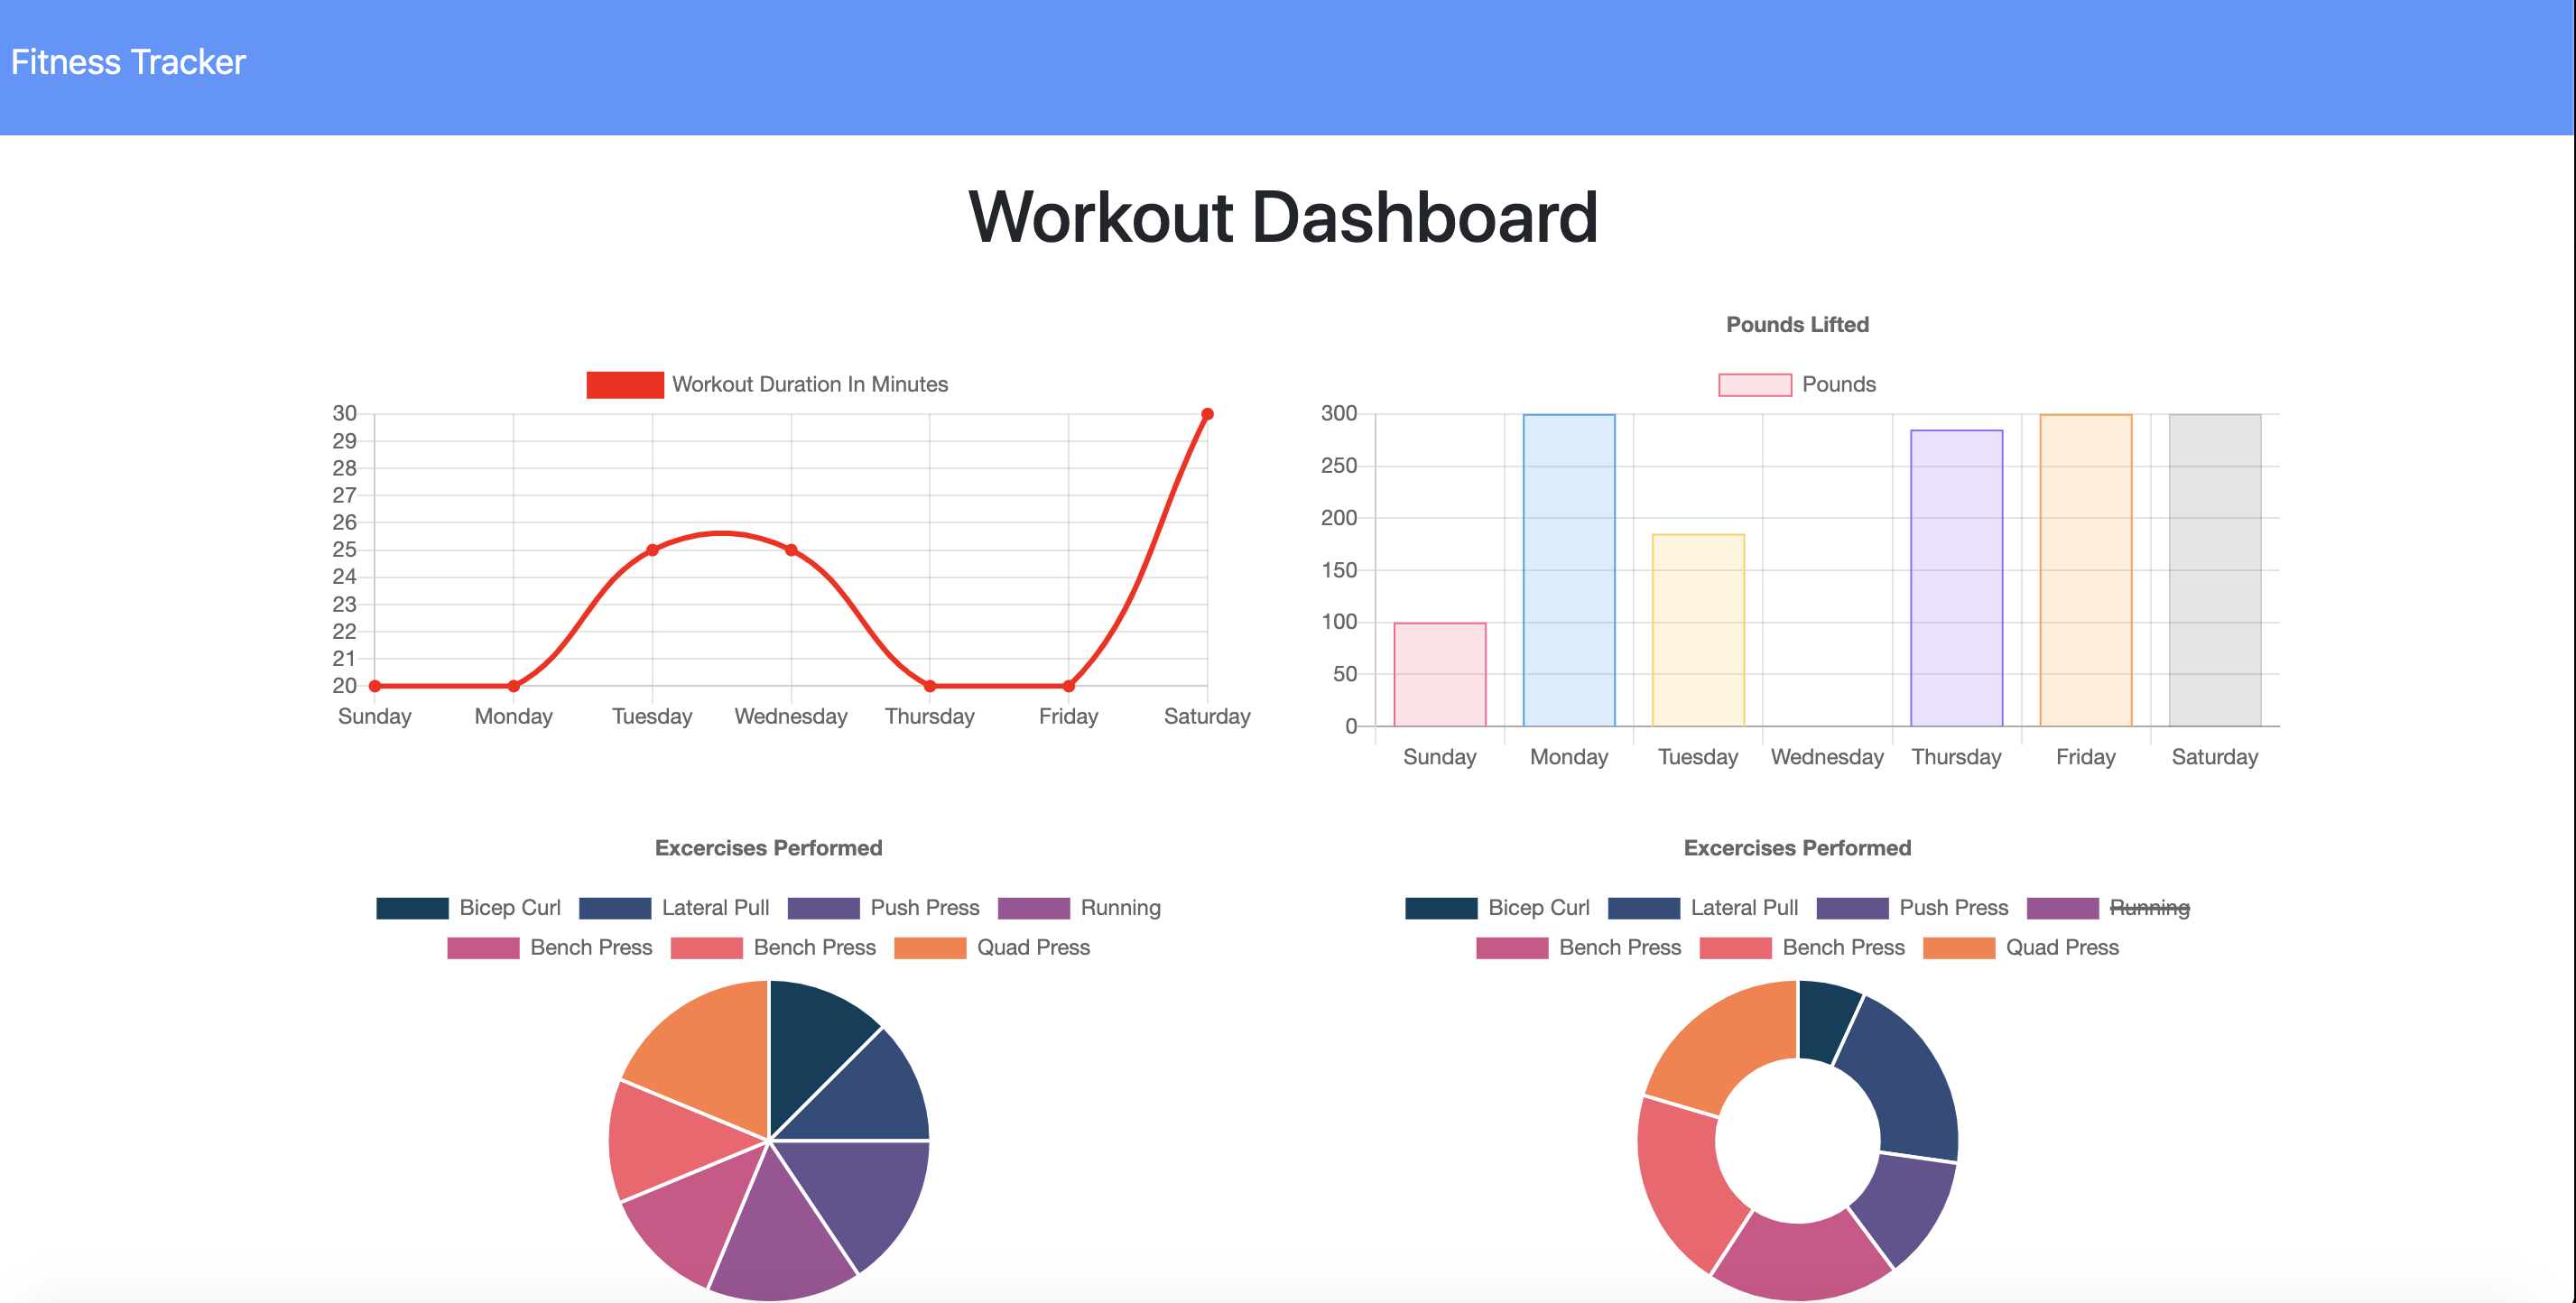 Fitness Tracker
Workout Dashboard
Workout Duration In Minutes
30
29
28
27
26
25
24
23
22
21
20
Sunday Monday Tuesday Wednesday Thursday Friday Saturday
Pounds Lifted
Pounds
300
250
200
150
100
50
0
Sunday Monday Tuesday Wednesday Thursday Friday Saturday
Excercises Performed
Bicep Curl Lateral Pull Push Press Running
Bench Press Bench Press Quad Press
Excercises Performed
Bicep Curl Lateral Pull Push Press Running
Bench Press Bench Press Quad Press